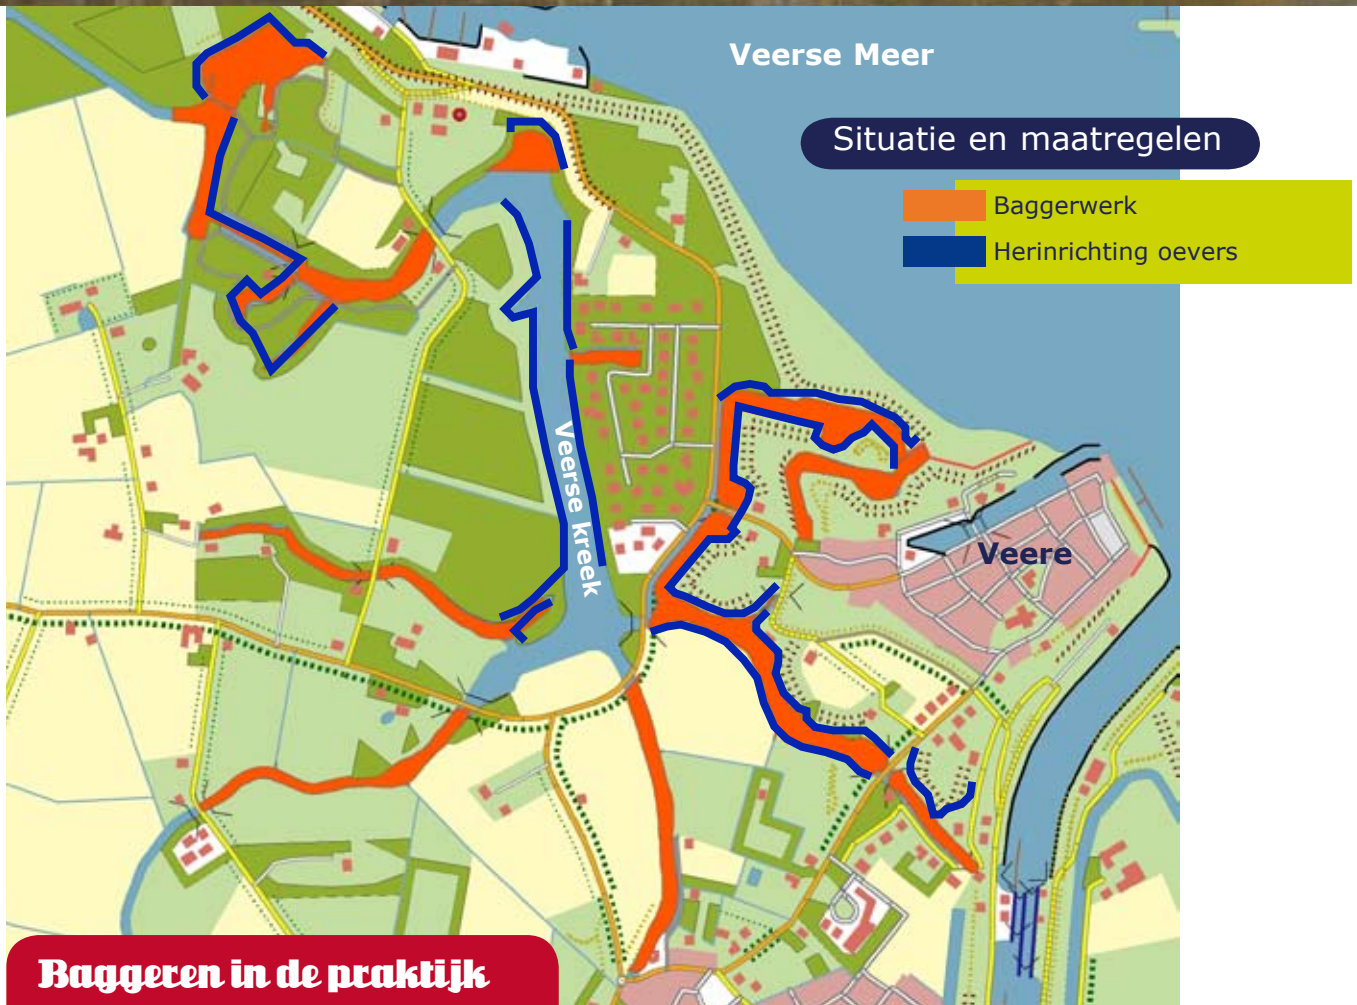 Veerse Meer
Situatie en maatregelen
Baggerwerk
Herinrichting oevers
Veerse kreek
Veere
Baggeren in de praktijk